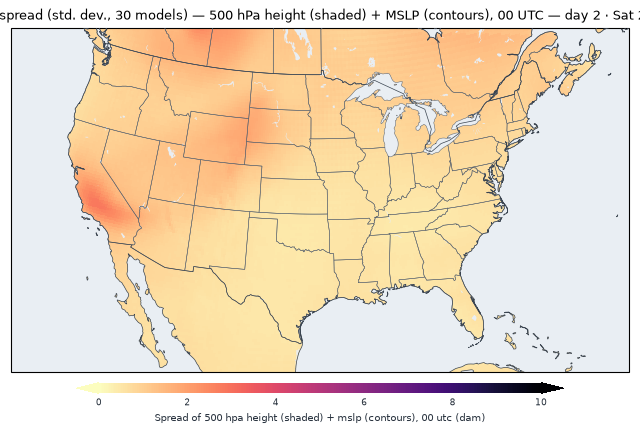 spread (std. dev., 30 models) — 500 hPa height (shaded) + MSLP (contours), 00 UTC — day 2 · Sat
0 2 4 6 8 10
Spread of 500 hpa height (shaded) + mslp (contours), 00 utc (dam)